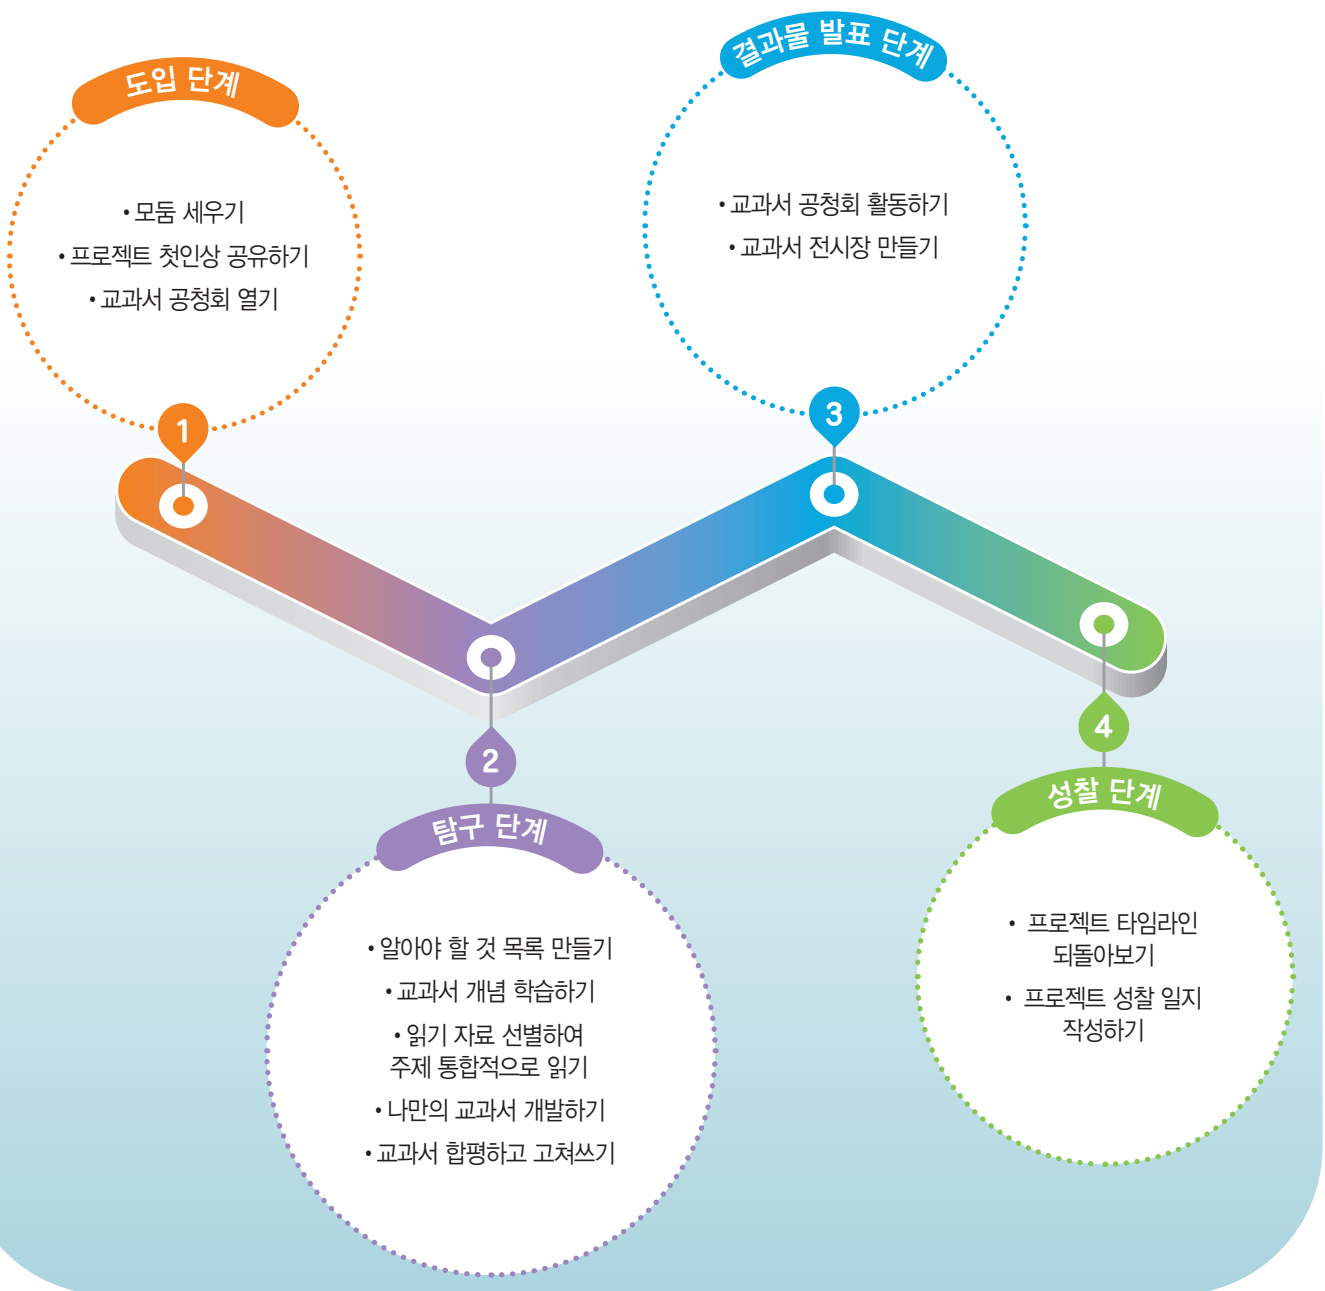 도입 단계
• 모둠 세우기
• 프로젝트 첫인상 공유하기
• 교과서 공청회 열기
1
탐구 단계
2
• 알아야 할 것 목록 만들기
• 교과서 개념 학습하기
• 읽기 자료 선별하여
주제 통합적으로 읽기
• 나만의 교과서 개발하기
• 교과서 합평하고 고쳐쓰기
결과물 발표 단계
• 교과서 공청회 활동하기
• 교과서 전시장 만들기
3
4
성찰 단계
• 프로젝트 타임라인
되돌아보기
• 프로젝트 성찰 일지
작성하기